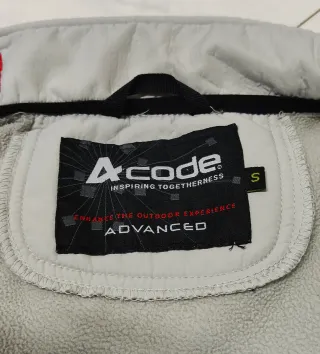 Acode
INSPIRING TOGETHERNESS
ENHANCE THE OUTDOOR EXPERIENCE
ADVANCED
S